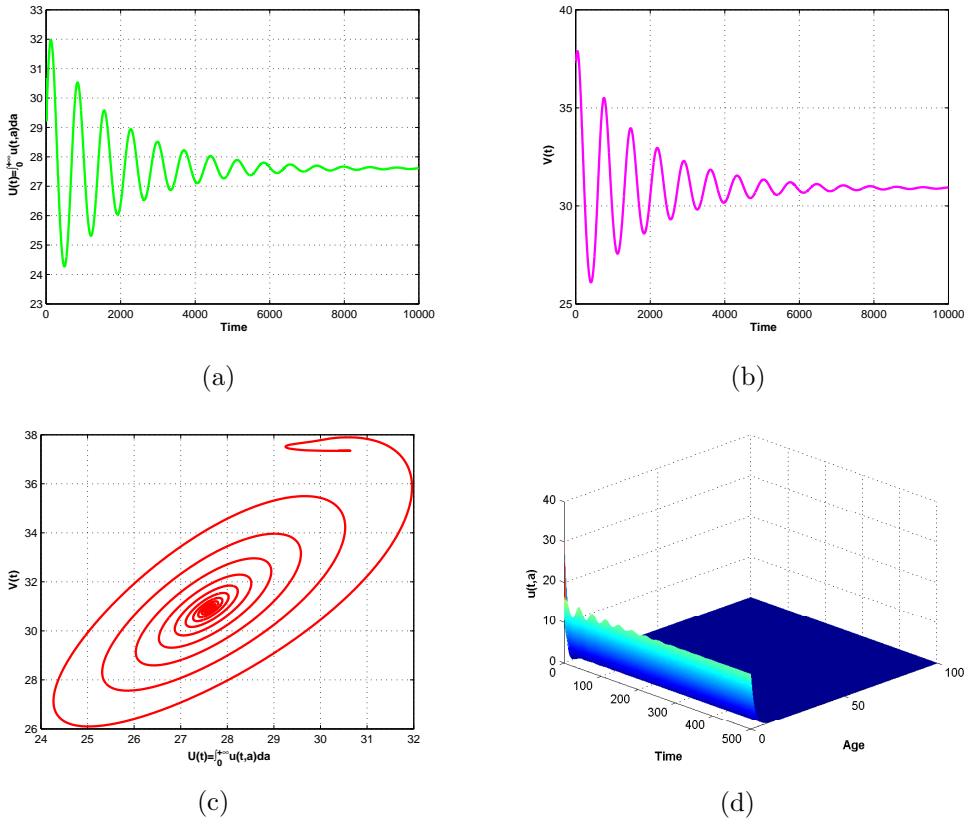 33
32
31
30
29
28
27
26
25
24
23
0 2000 4000 6000 8000 10000
Time
U(t)=∫₀⁺∞ u(t,a)da
(a)
40
35
30
25
0 2000 4000 6000 8000 10000
Time
V(t)
(b)
38
36
34
32
30
28
26
24 25 26 27 28 29 30 31 32
U(t)=∫₀⁺∞ u(t,a)da
V(t)
(c)
40
30
20
10
0
u(t,a)
0 100 200 300 400 500
Time
0 50 100
Age
(d)